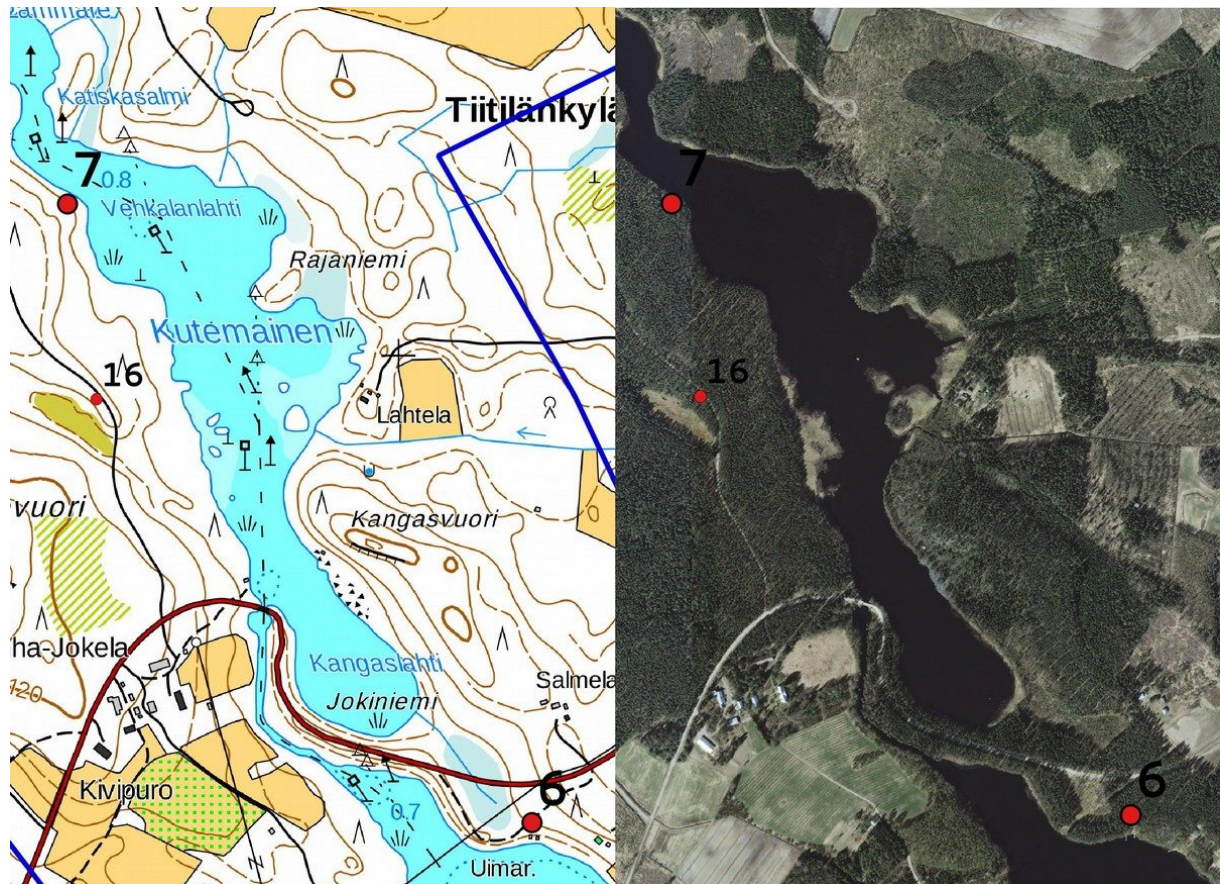 Katiskasalmi
Tiitilänkylä
7
0.8
Venkalanlahti
Rajaniemi
Kutemainen
16
Lahtela
vuori
Kangasvuori
ha-Jokela
Kangaslahti
Jokiniemi
Salmela
120
Kivipuro
6
0.7
N
Uimar.
7
16
6